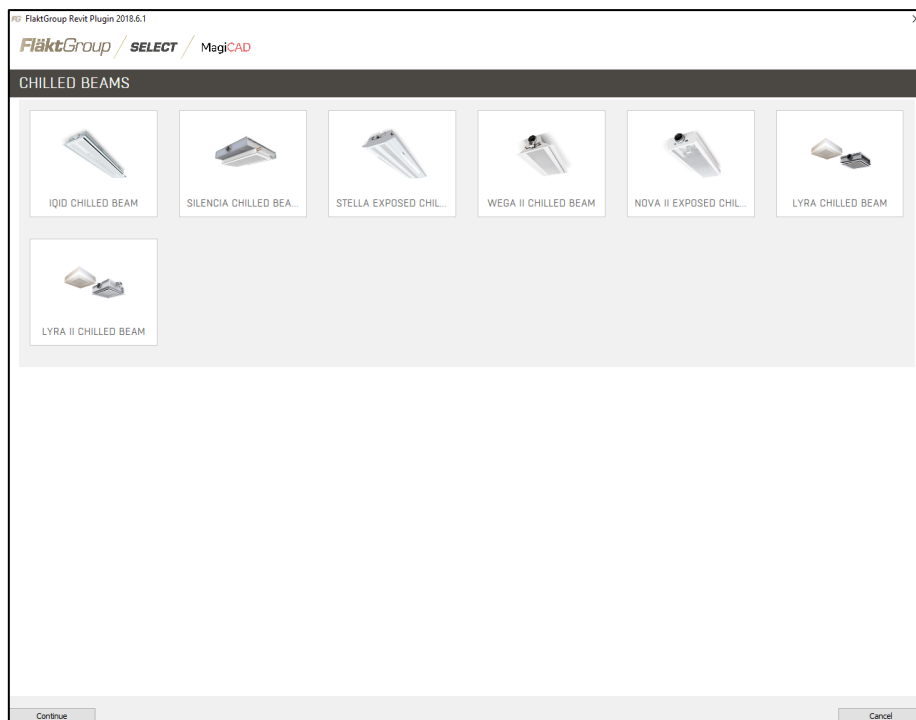 FG FlaktGroup Revit Plugin 2018.6.1
FläktGroup / SELECT / MagiCAD
CHILLED BEAMS
IQID CHILLED BEAM
SILENCIA CHILLED BEA...
STELLA EXPOSED CHIL...
WEGA II CHILLED BEAM
NOVA II EXPOSED CHIL...
LYRA CHILLED BEAM
LYRA II CHILLED BEAM
Continue
Cancel